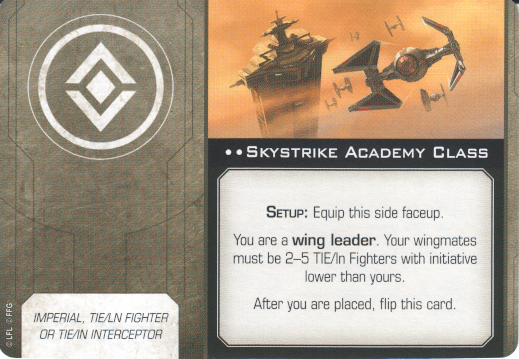 ••Skystrike Academy Class
Setup: Equip this side faceup.
You are a wing leader. Your wingmates
must be 2–5 TIE/ln Fighters with initiative
lower than yours.
After you are placed, flip this card.
IMPERIAL, TIE/LN FIGHTER
OR TIE/IN INTERCEPTOR
© LFL © FFG